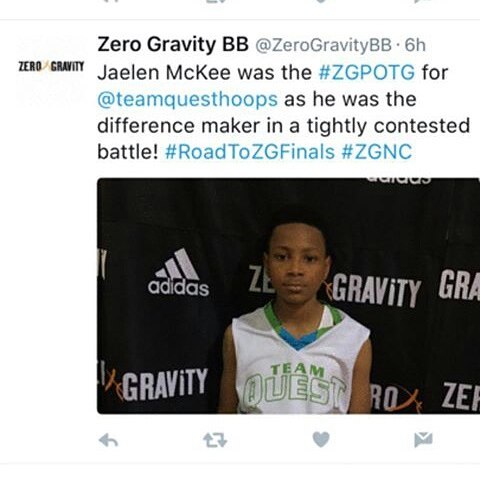 Zero Gravity BB @ZeroGravityBB · 6h
ZERO GRAVITY
Jaelen McKee was the #ZGPOTG for
@teamquesthoops as he was the
difference maker in a tightly contested
battle! #RoadToZGFinals #ZGNC
adidas
adidas
ZE GRAVITY GRA
GRAVITY
TEAM
QUEST
RO ZE